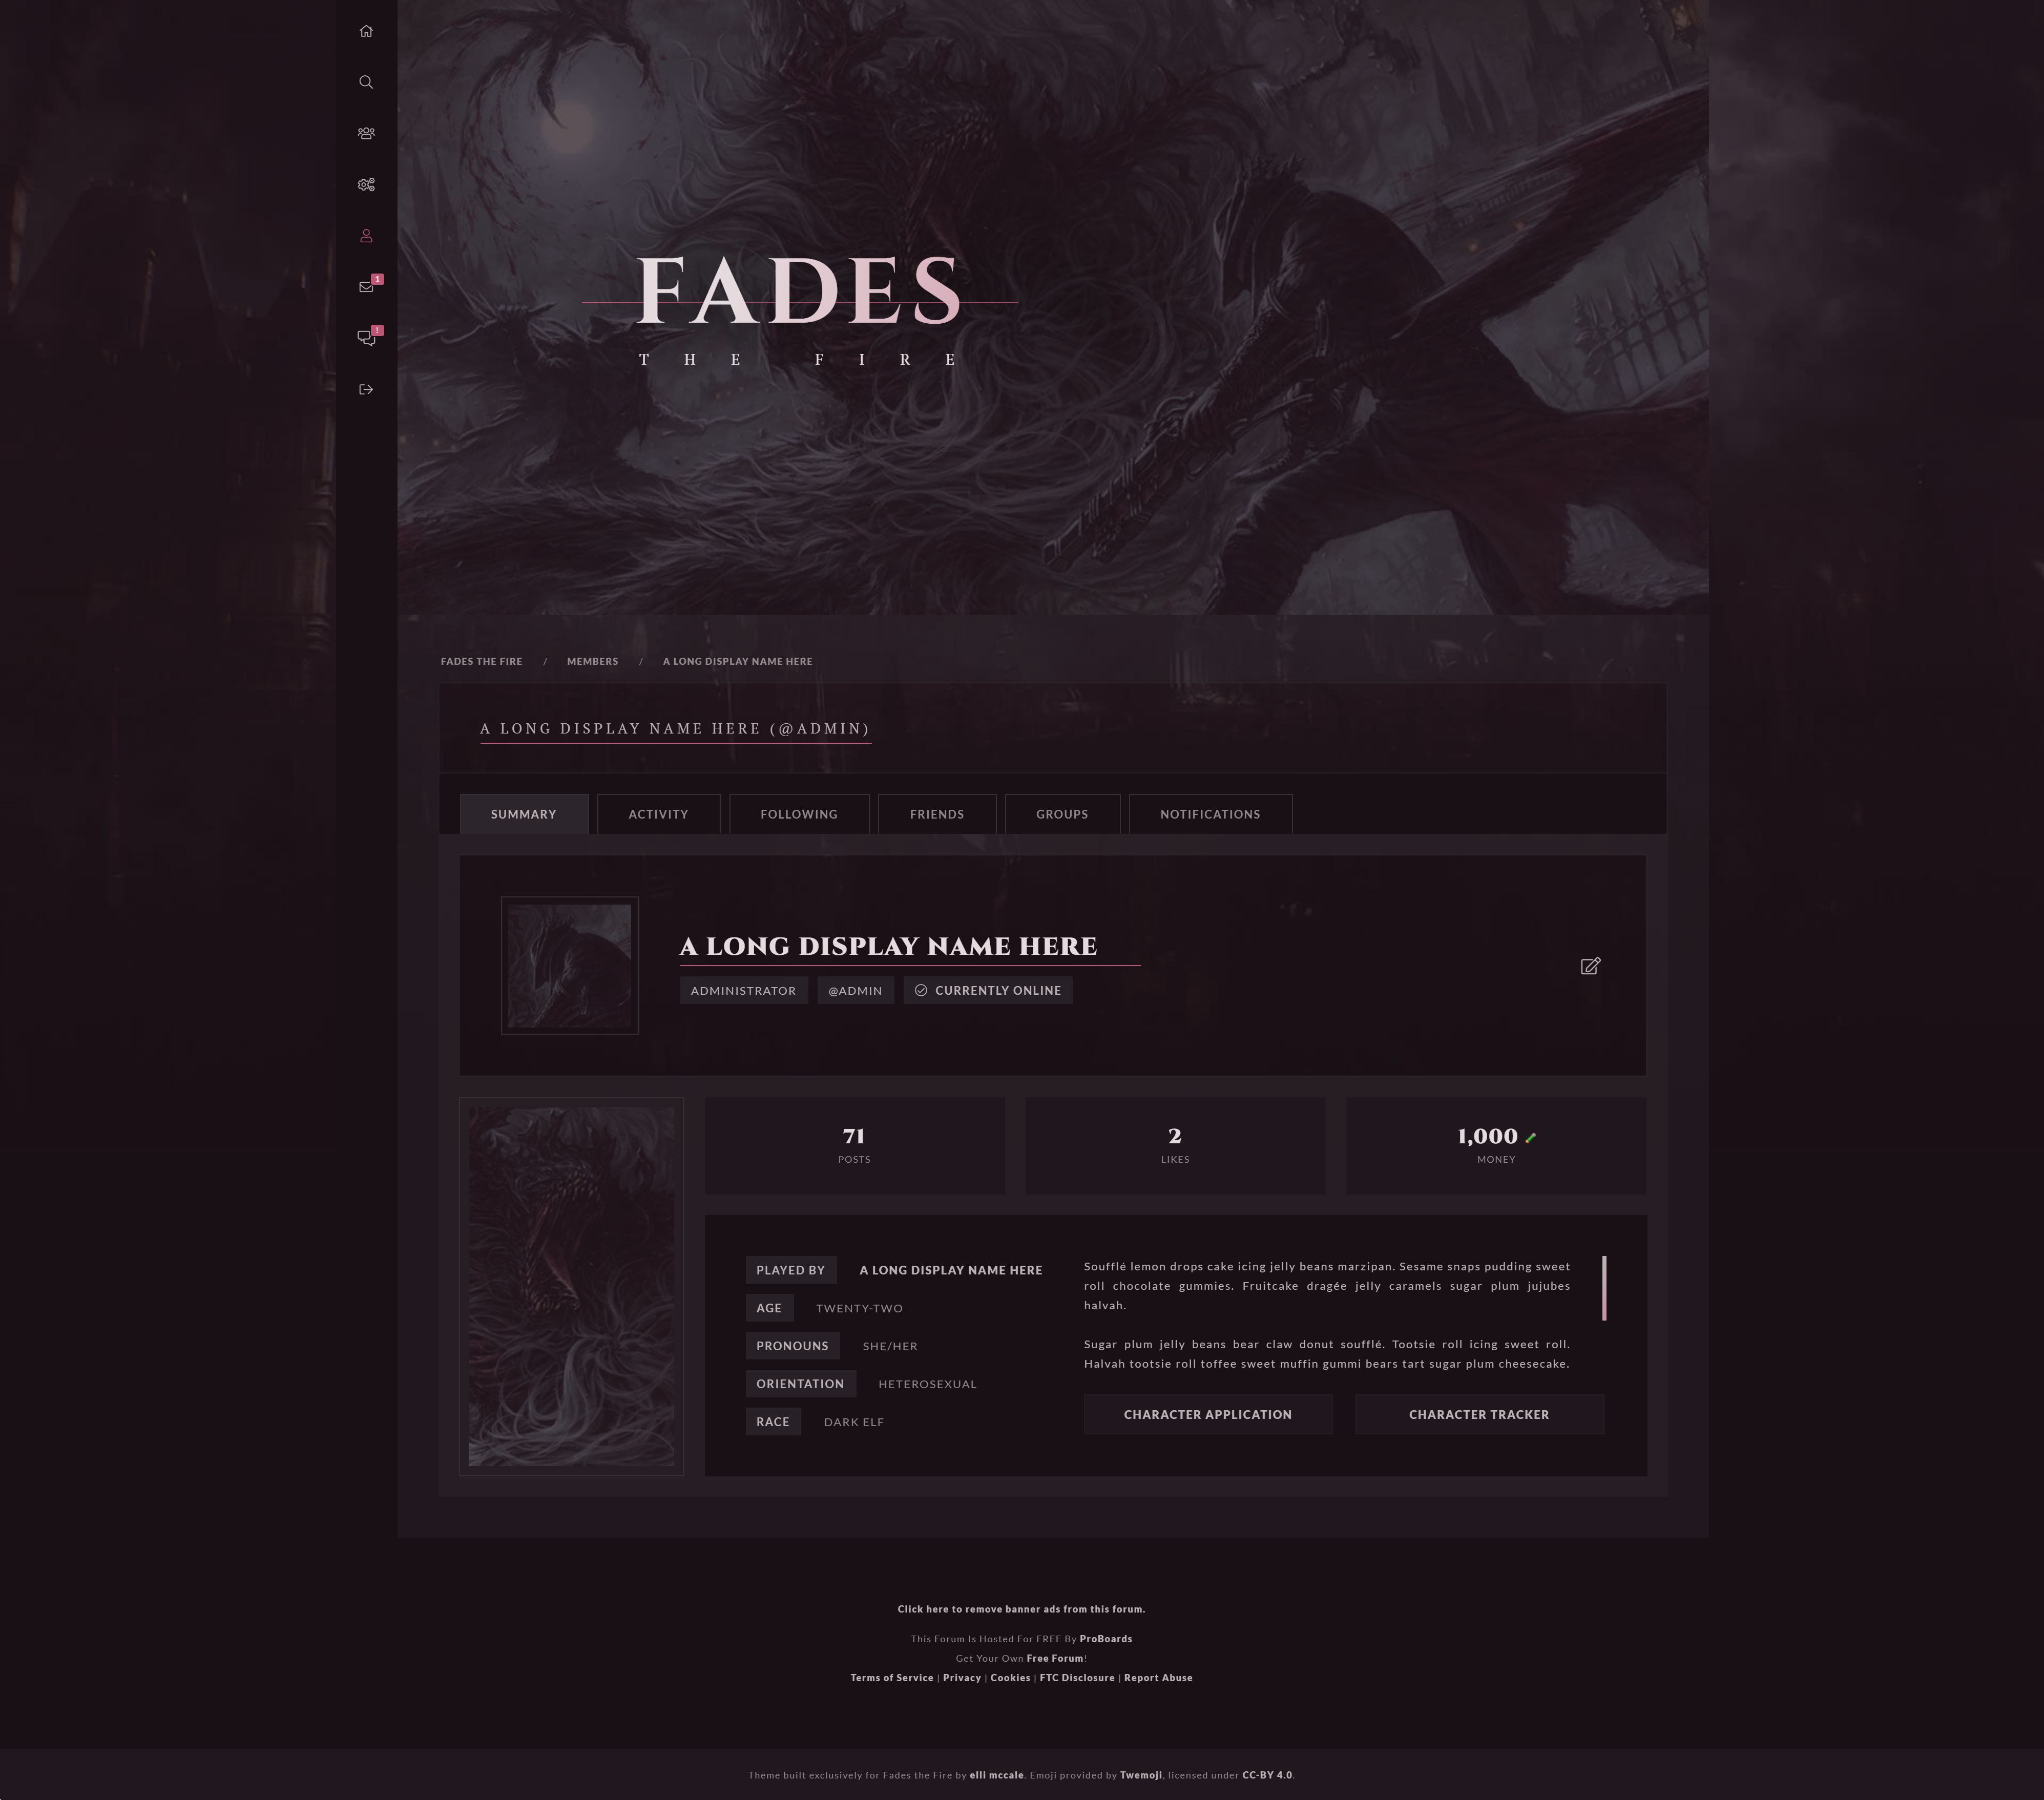 1
!
FADES
THE FIRE
FADES THE FIRE / MEMBERS / A LONG DISPLAY NAME HERE
A LONG DISPLAY NAME HERE (@ADMIN)
SUMMARY ACTIVITY FOLLOWING FRIENDS GROUPS NOTIFICATIONS
A LONG DISPLAY NAME HERE
ADMINISTRATOR @ADMIN CURRENTLY ONLINE
71
POSTS
2
LIKES
1,000
MONEY
PLAYED BY A LONG DISPLAY NAME HERE
AGE TWENTY-TWO
PRONOUNS SHE/HER
ORIENTATION HETEROSEXUAL
RACE DARK ELF
Soufflé lemon drops cake icing jelly beans marzipan. Sesame snaps pudding sweet
roll chocolate gummies. Fruitcake dragée jelly caramels sugar plum jujubes
halvah.
Sugar plum jelly beans bear claw donut soufflé. Tootsie roll icing sweet roll.
Halvah tootsie roll toffee sweet muffin gummi bears tart sugar plum cheesecake.
CHARACTER APPLICATION CHARACTER TRACKER
Click here to remove banner ads from this forum.
This Forum Is Hosted For FREE By ProBoards
Get Your Own Free Forum!
Terms of Service | Privacy | Cookies | FTC Disclosure | Report Abuse
Theme built exclusively for Fades the Fire by elli mccale. Emoji provided by Twemoji, licensed under CC-BY 4.0.